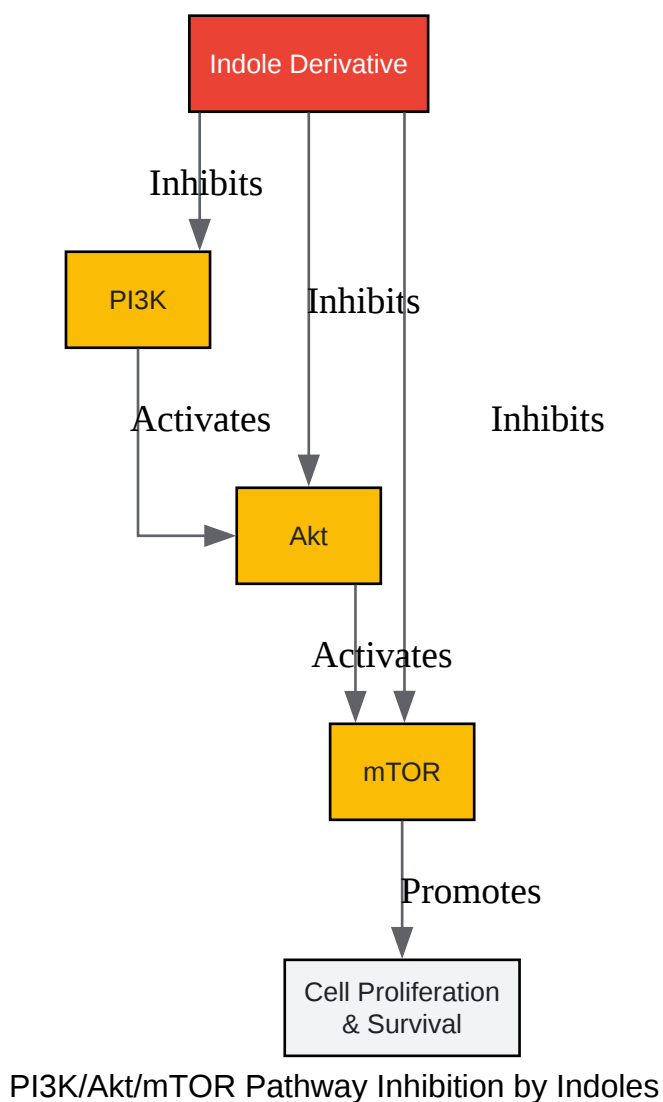 Indole Derivative
Inhibits
PI3K
Inhibits
Activates
Inhibits
Akt
Activates
mTOR
Promotes
Cell Proliferation
& Survival
PI3K/Akt/mTOR Pathway Inhibition by Indoles